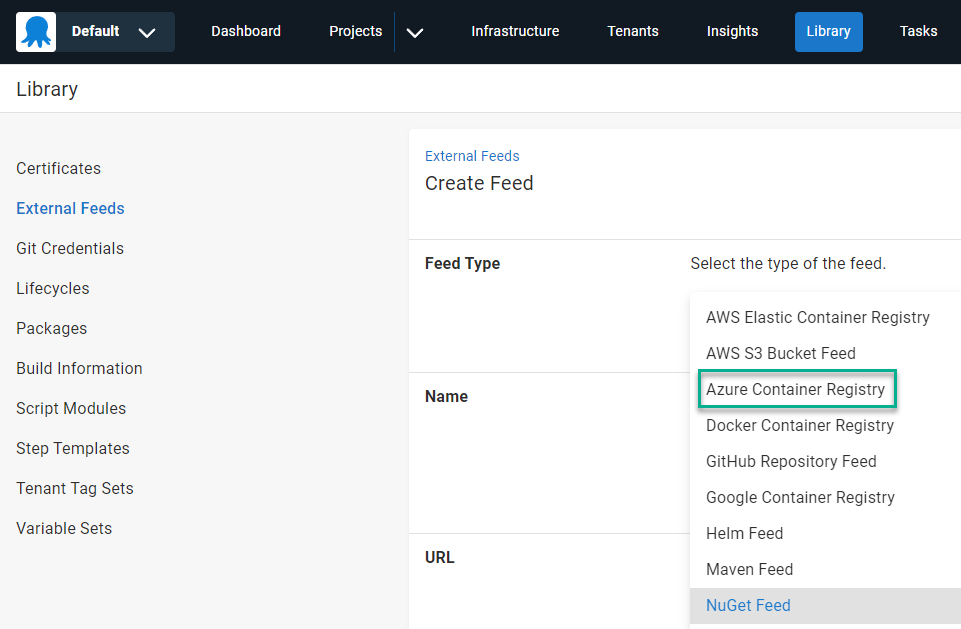 Default Dashboard Projects Infrastructure Tenants Insights Library Tasks
Library
Certificates
External Feeds
Git Credentials
Lifecycles
Packages
Build Information
Script Modules
Step Templates
Tenant Tag Sets
Variable Sets
External Feeds
Create Feed
Feed Type
Select the type of the feed.
AWS Elastic Container Registry
AWS S3 Bucket Feed
Azure Container Registry
Docker Container Registry
GitHub Repository Feed
Google Container Registry
Helm Feed
Maven Feed
NuGet Feed
Name
URL